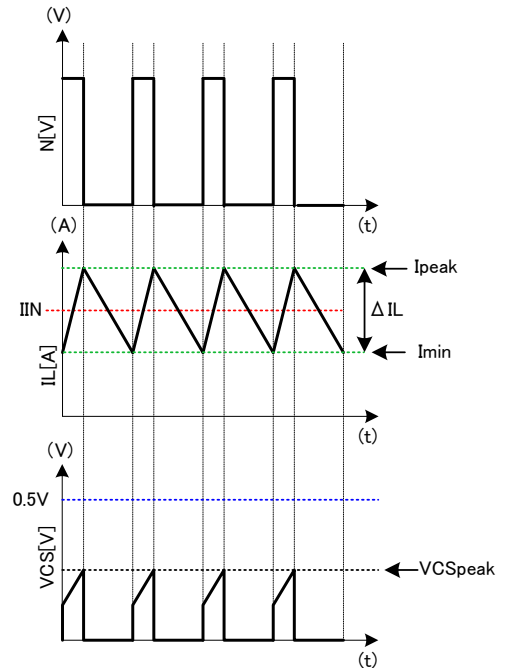 (V)
N[V]
(t)
(A)
Ipeak
IIN
ΔIL
Imin
IL[A]
(t)
(V)
0.5V
VCS[V]
VCSpeak
(t)